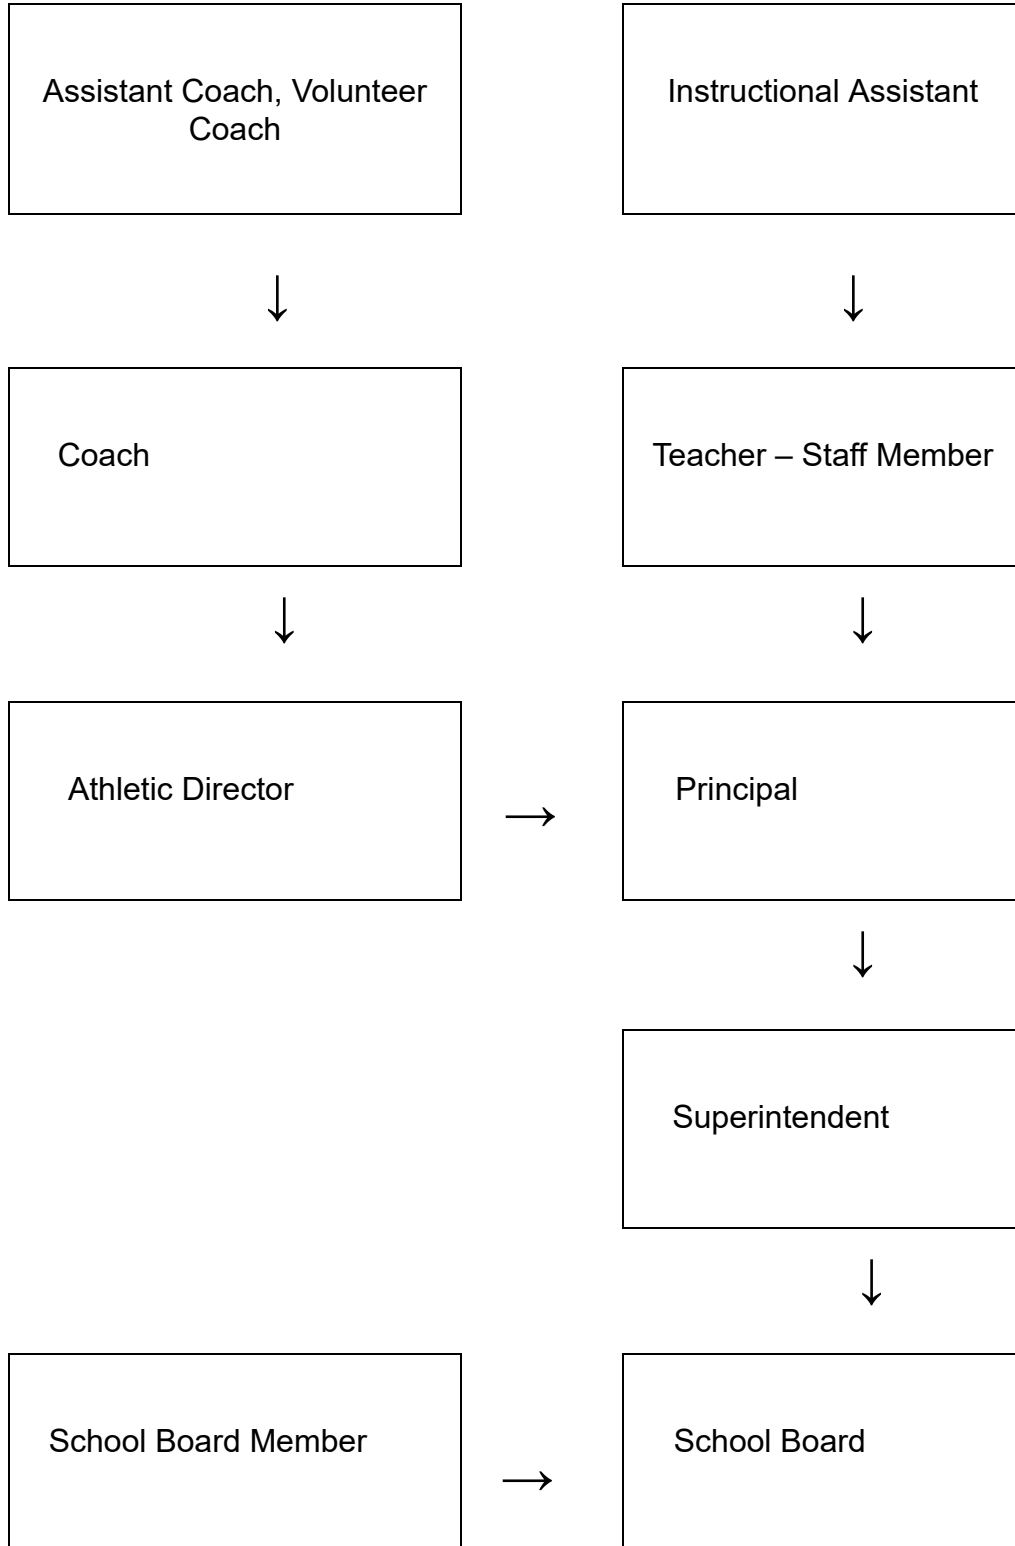 Assistant Coach, Volunteer
Coach
Instructional Assistant
↓
↓
Coach
Teacher – Staff Member
↓
↓
Athletic Director
→
Principal
↓
Superintendent
↓
School Board Member
→
School Board